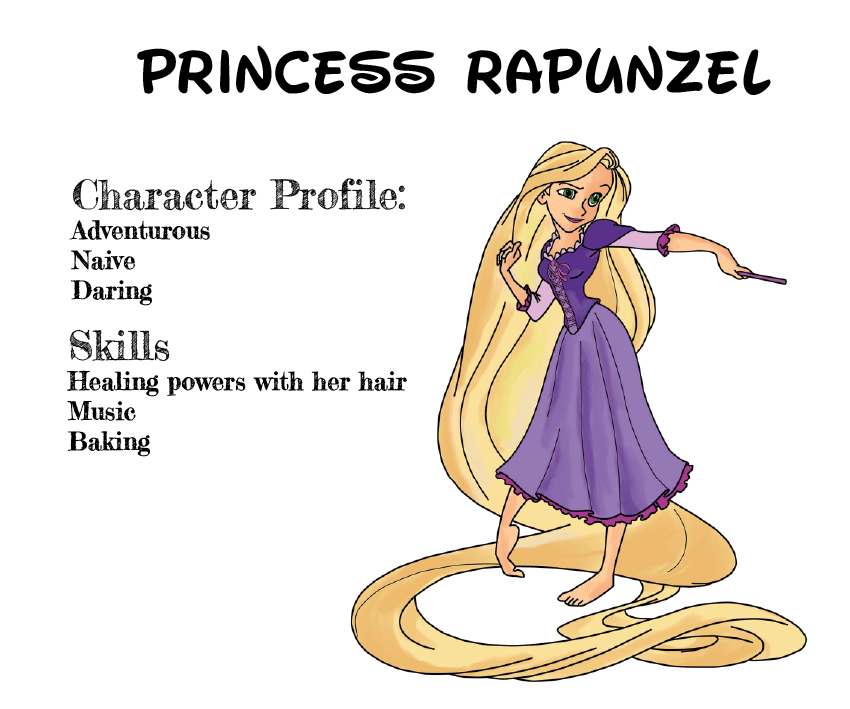 PRINCESS RAPUNZEL
Character Profile:
Adventurous
Naive
Daring
Skills
Healing powers with her hair
Music
Baking